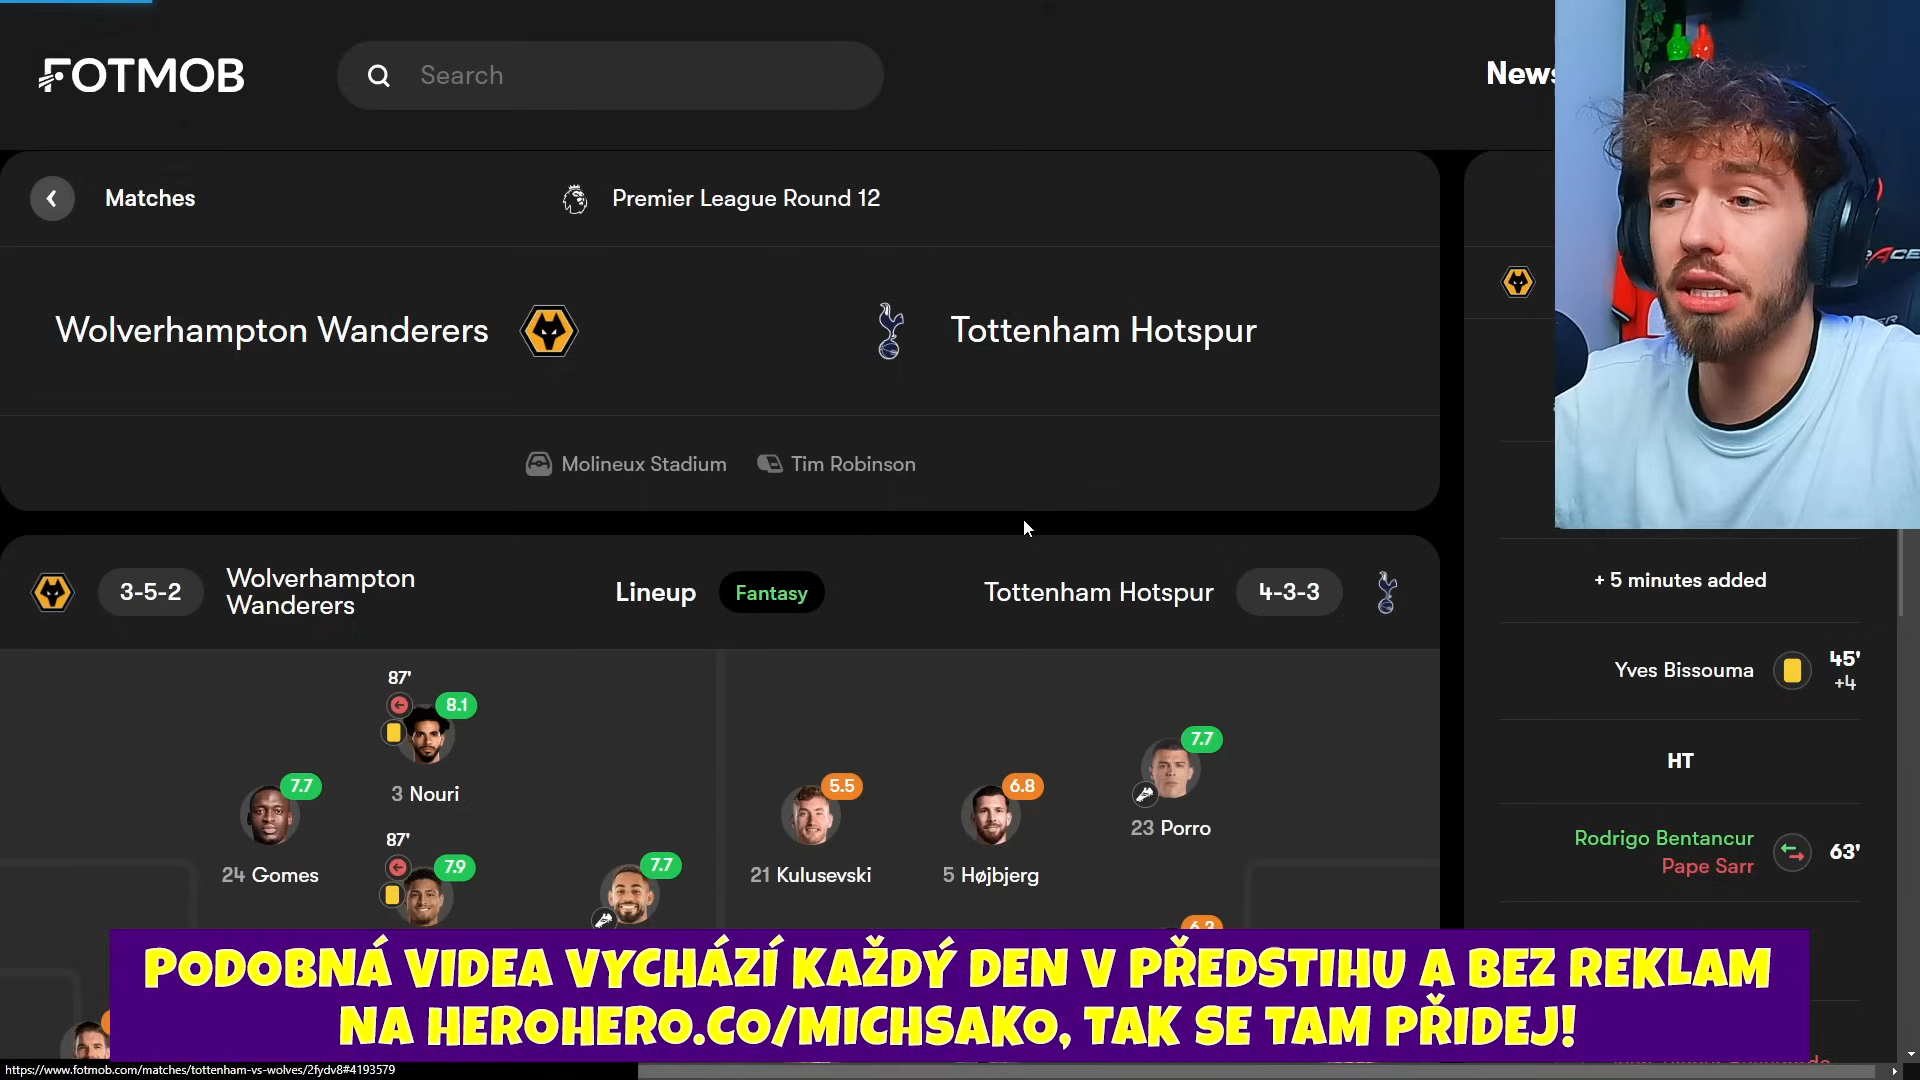 FOTMOB
Search
News
Matches
Premier League Round 12
Wolverhampton Wanderers
Tottenham Hotspur
Molineux Stadium
Tim Robinson
3-5-2
Wolverhampton
Wanderers
Lineup
Fantasy
Tottenham Hotspur
4-3-3
87'
8.1
3 Nouri
7.7
24 Gomes
87'
7.9
7.7
5.5
21 Kulusevski
6.8
5 Højbjerg
7.7
23 Porro
6.3
+ 5 minutes added
Yves Bissouma
45'
+4
HT
Rodrigo Bentancur
Pape Sarr
63'
PODOBNÁ VIDEA VYCHÁZÍ KAŽDÝ DEN V PŘEDSTIHU A BEZ REKLAM
NA HEROHERO.CO/MICHSAKO, TAK SE TAM PŘIDEJ!
https://www.fotmob.com/matches/tottenham-vs-wolves/2fydv8#4193579